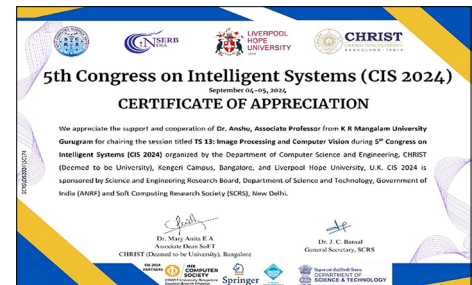 SERB
INDIA
LIVERPOOL
HOPE
UNIVERSITY
CHRIST
5th Congress on Intelligent Systems (CIS 2024)
September 04-05, 2024
CERTIFICATE OF APPRECIATION
We appreciate the support and cooperation of Dr. Anshu, Associate Professor from K R Mangalam University
Gurugram for chairing the session titled TS 13: Image Processing and Computer Vision during 5th Congress on
Intelligent Systems (CIS 2024) organized by the Department of Computer Science and Engineering, CHRIST
(Deemed to be University), Kengeri Campus, Bangalore, and Liverpool Hope University, U.K. CIS 2024 is
sponsored by Science and Engineering Research Board, Department of Science and Technology, Government of
India (ANRF) and Soft Computing Research Society (SCRS), New Delhi.
Dr. Mary Anita E A
Associate Dean SoET
CHRIST (Deemed to be University), Bangalore
Dr. J. C. Bansal
General Secretary, SCRS
CIS 2024
PARTNERS
COMPUTER
SOCIETY
Springer
DEPARTMENT OF
SCIENCE & TECHNOLOGY